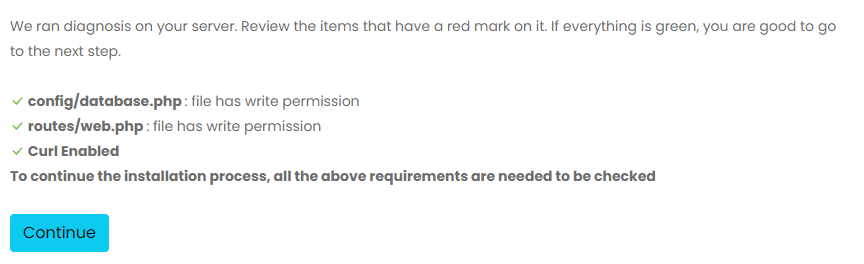 We ran diagnosis on your server. Review the items that have a red mark on it. If everything is green, you are good to go
to the next step.
config/database.php : file has write permission
routes/web.php : file has write permission
Curl Enabled
To continue the installation process, all the above requirements are needed to be checked
Continue